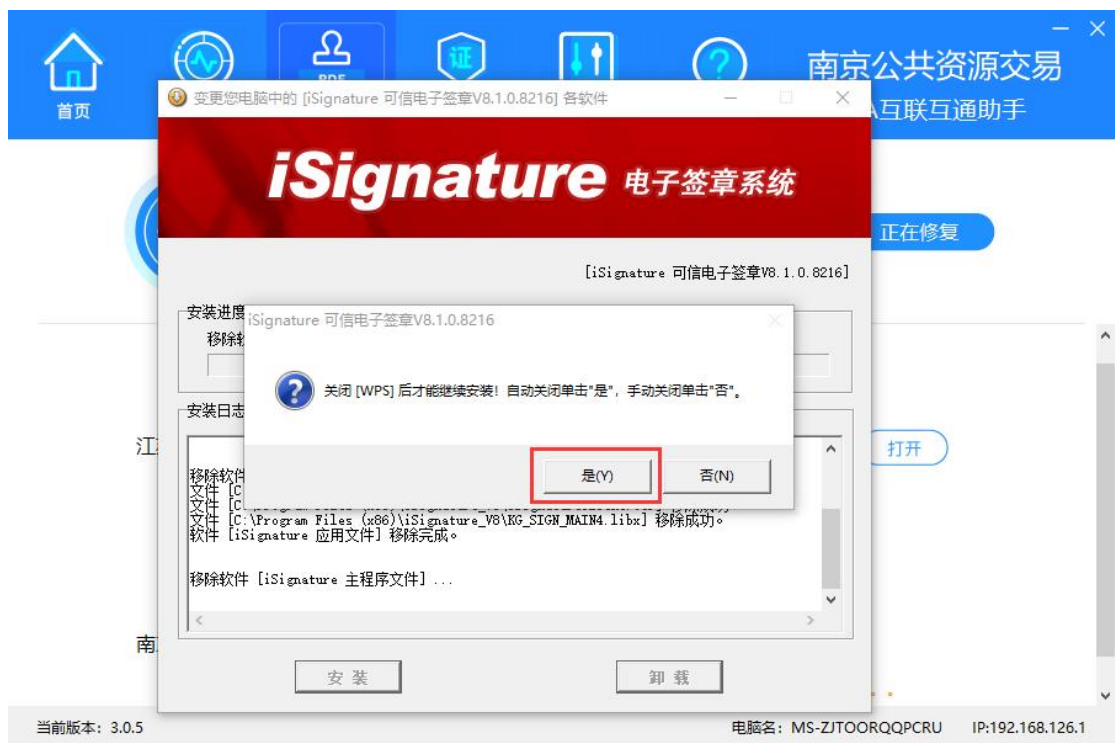 首页
南京公共资源交易
互联互通助手
变更您电脑中的 [iSignature 可信电子签章V8.1.0.8216] 各软件
iSignature 电子签章系统
正在修复
[iSignature 可信电子签章V8.1.0.8216]
安装进度
移除
iSignature 可信电子签章V8.1.0.8216
关闭 [WPS] 后才能继续安装！自动关闭单击"是"，手动关闭单击"否"。
是(Y)
否(N)
安装日志
打开
移除软件
文件 [C
文件 [C
文件 [C:\Program Files (x86)\iSignature_V8\KG_SIGN_MAIN4.libx] 移除成功。
软件 [iSignature 应用文件] 移除完成。
移除软件 [iSignature 主程序文件] ...
安 装
卸 载
当前版本：3.0.5
电脑名：MS-ZJTOORQQPCRU
IP:192.168.126.1